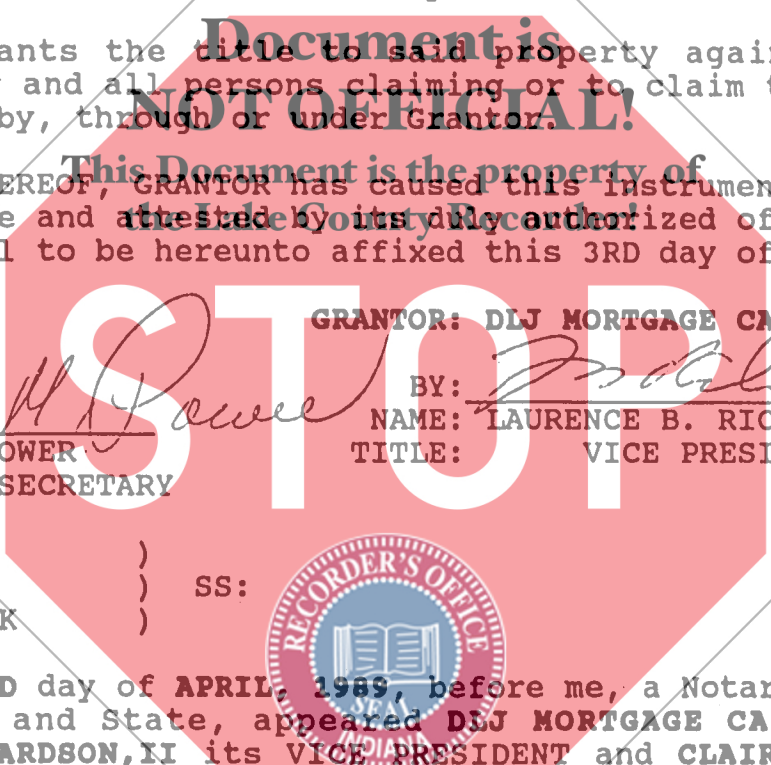 Document is
ants the title to said property again
and all persons claiming or to claim t
NOT OFFICIAL!
by, through or under Grantor.
This Document is the property of
EREOF, GRANTOR has caused this instrumen
e and attested by its duly authorized of
the Lake County Recorder!
l to be hereunto affixed this 3RD day of
STOP
GRANTOR: DLJ MORTGAGE CA
BY:
NAME: LAURENCE B. RIC
OWER
TITLE: VICE PRESI
SECRETARY
)
) SS:
K )
RECORDER'S OFFICE
SEAL
INDIANA
D day of APRIL, 1989, before me, a Notar
and State, appeared DLJ MORTGAGE CA
ARDSON,II its VICE PRESIDENT and CLAIR